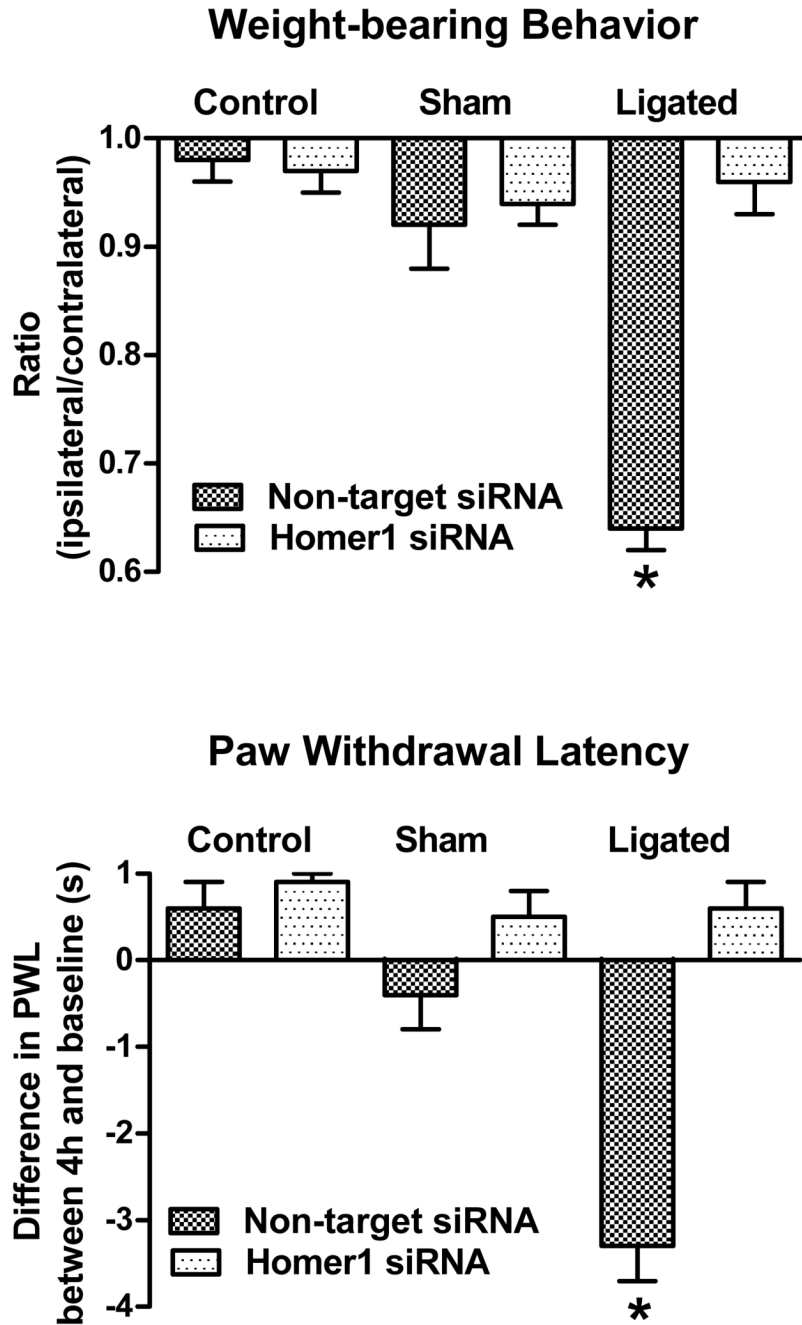 Weight-bearing Behavior
Control Sham Ligated
Ratio
(ipsilateral/contralateral)
1.0
0.9
0.8
0.7
0.6
Non-target siRNA
Homer1 siRNA
*
Paw Withdrawal Latency
Control Sham Ligated
Difference in PWL
between 4h and baseline (s)
1
0
-1
-2
-3
-4
Non-target siRNA
Homer1 siRNA
*